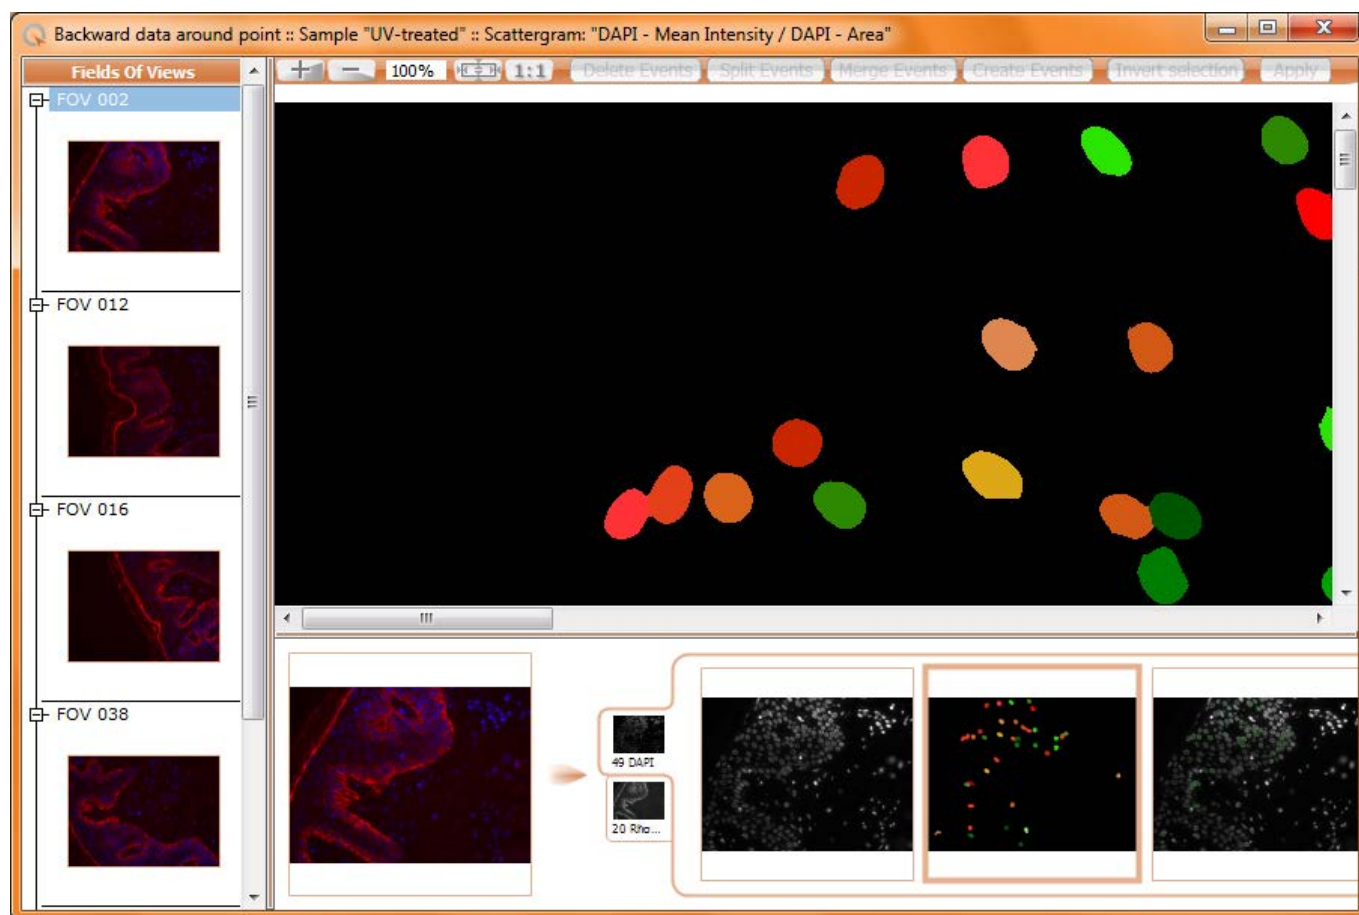 Backward data around point :: Sample "UV-treated" :: Scattergram: "DAPI - Mean Intensity / DAPI - Area"
Fields Of Views
100%
1:1
Delete Events
Split Events
Merge Events
Create Events
Invert selection
Apply
FOV 002
FOV 012
FOV 016
FOV 038
49 DAPI
20 Rho...